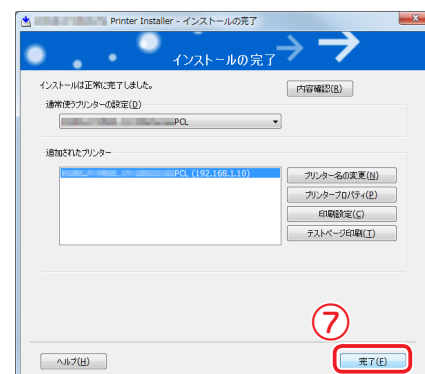 Printer Installer - インストールの完了
インストールの完了
インストールは正常に完了しました。
内容確認(R)
通常使うプリンターの設定(D)
PCL
追加されたプリンター
PCL (192.168.1.10)
プリンター名の変更(N)
プリンタープロパティ(P)
印刷設定(C)
テストページ印刷(T)
⑦
ヘルプ(H)
完了(F)